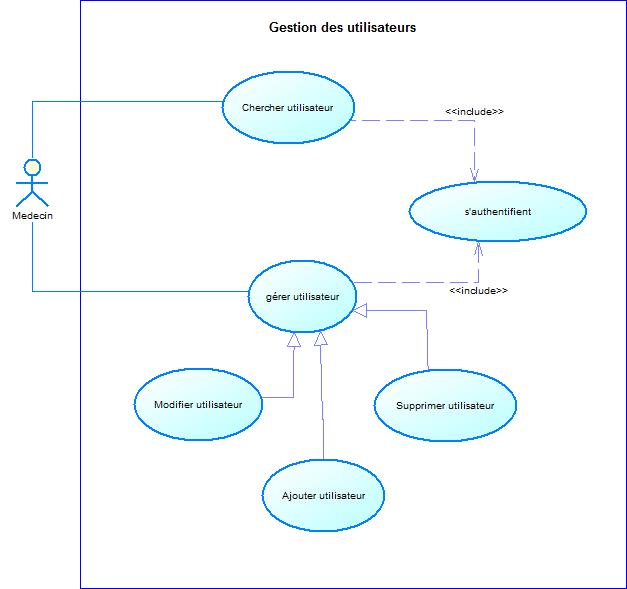 Gestion des utilisateurs
Chercher utilisateur
<<include>>
Medecin
s'authentifient
gérer utilisateur
<<include>>
Modifier utilisateur
Supprimer utilisateur
Ajouter utilisateur